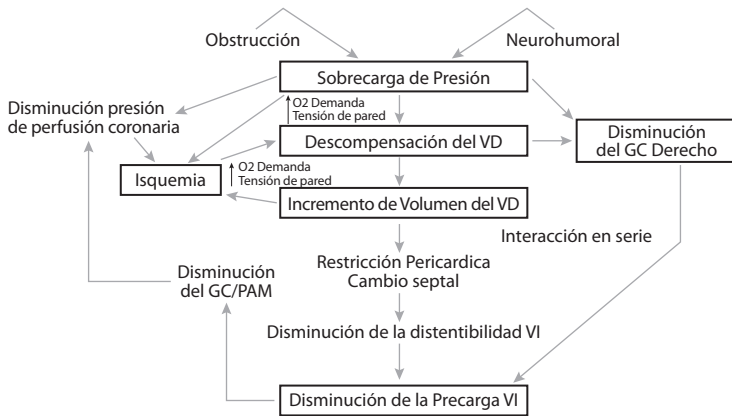 Obstrucción
Neurohumoral
Sobrecarga de Presión
Disminución presión
de perfusión coronaria
O2 Demanda
Tensión de pared
Descompensación del VD
Disminución
del GC Derecho
Isquemia
O2 Demanda
Tensión de pared
Incremento de Volumen del VD
Interacción en serie
Restricción Pericardica
Cambio septal
Disminución
del GC/PAM
Disminución de la distentibilidad VI
Disminución de la Precarga VI